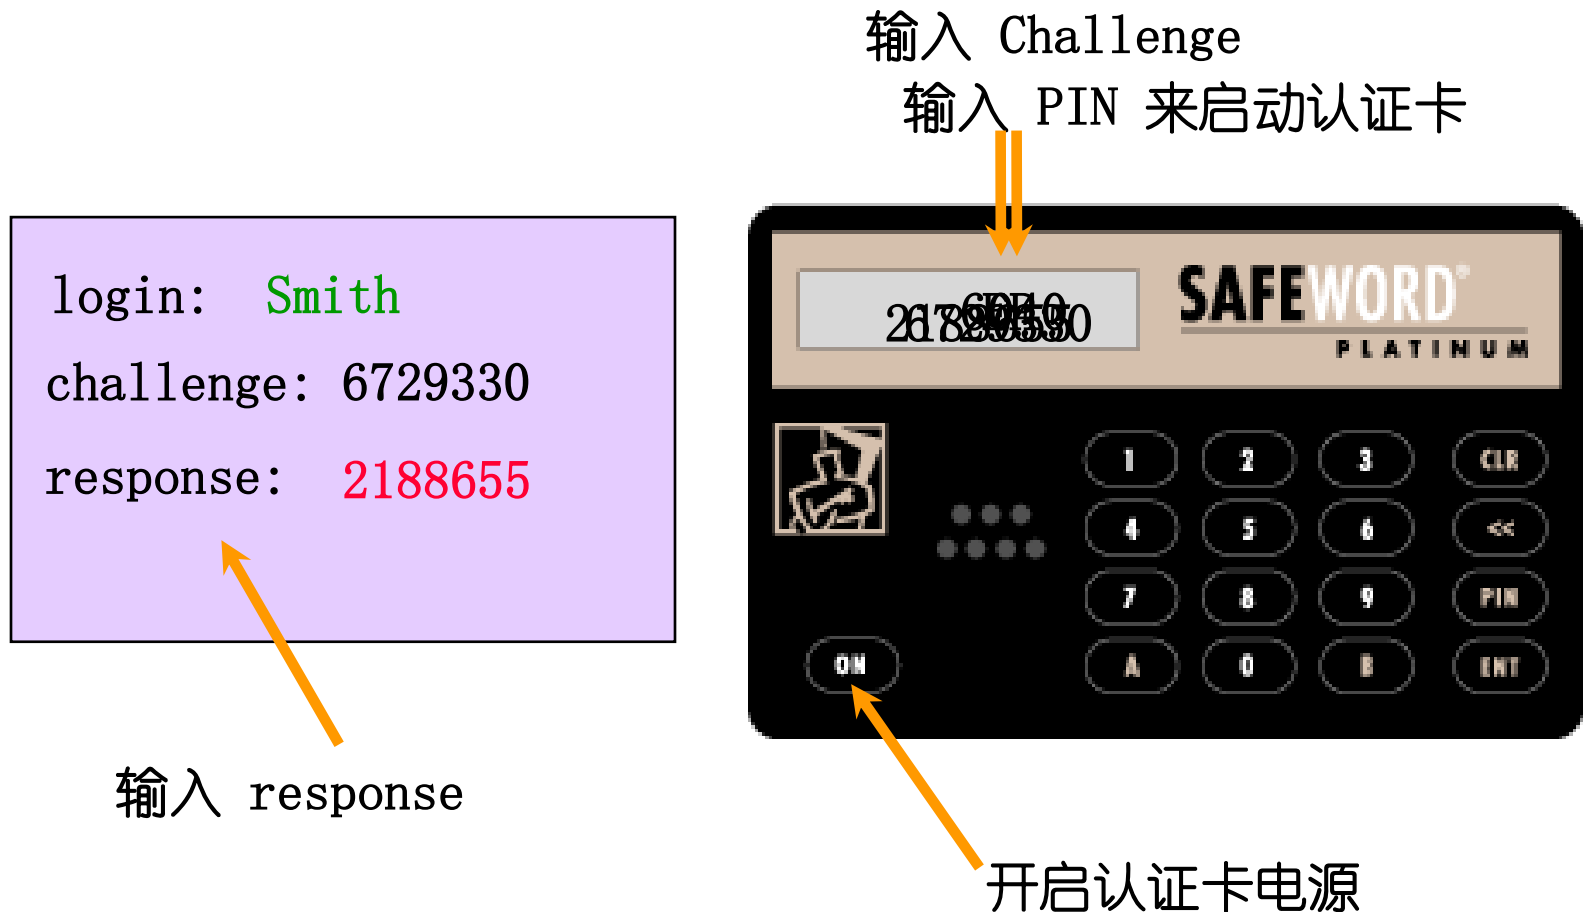 输入 Challenge
输入 PIN 来启动认证卡
login: Smith
challenge: 6729330
response: 2188655
SAFEWORD®
PLATINUM
1 2 3 CLR
4 5 6 <<
7 8 9 PIN
ON
A 0 B ENT
输入 response
开启认证卡电源